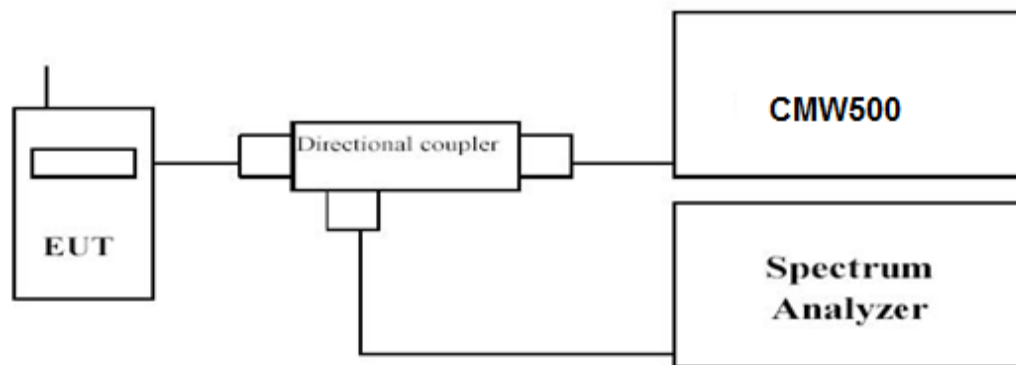 CMW500
Directional coupler
EUT
Spectrum
Analyzer